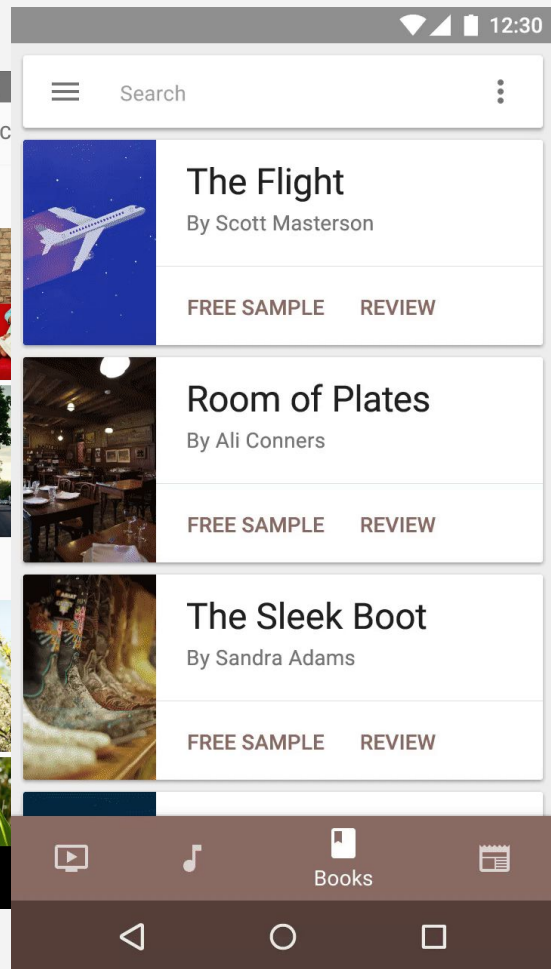 12:30
C
Search
The Flight
By Scott Masterson
FREE SAMPLE REVIEW
Room of Plates
By Ali Conners
FREE SAMPLE REVIEW
The Sleek Boot
By Sandra Adams
FREE SAMPLE REVIEW
Books